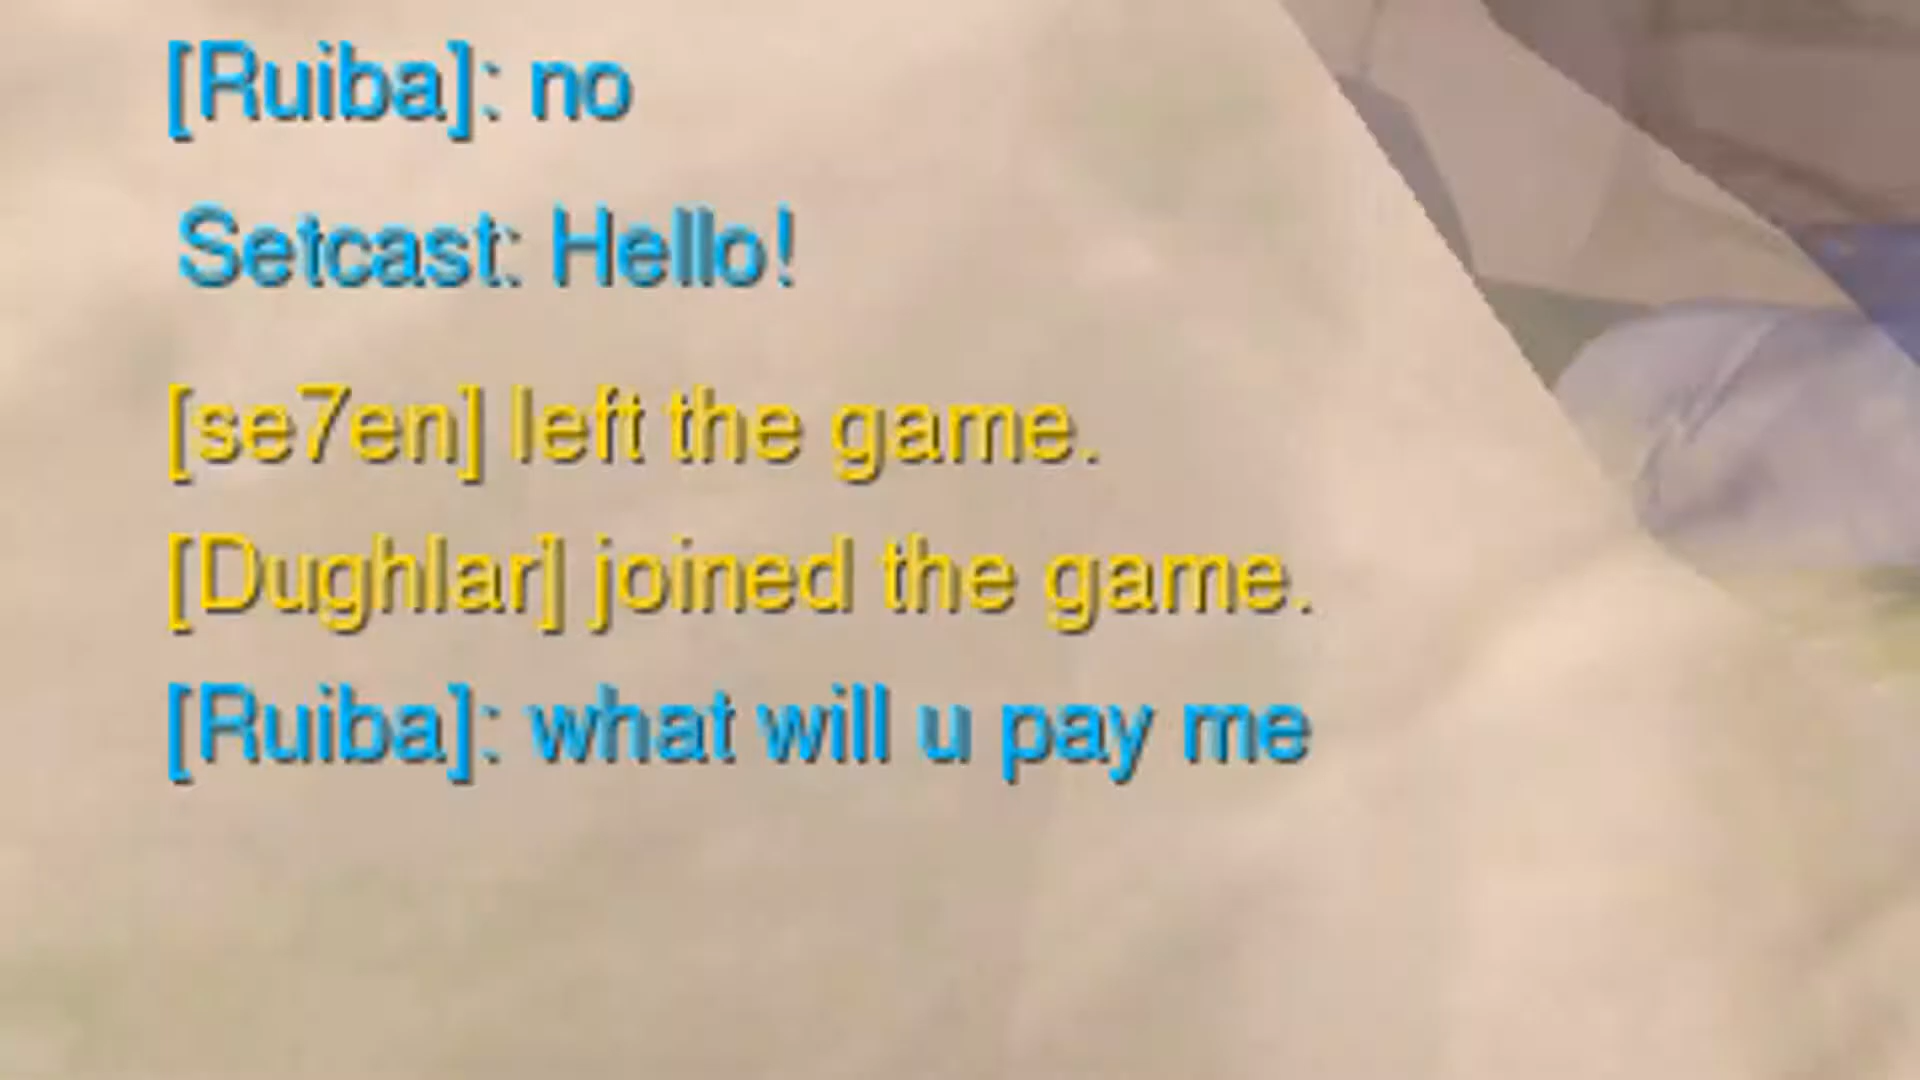 [Ruiba]: no
Setcast: Hello!
[se7en] left the game.
[Dughlar] joined the game.
[Ruiba]: what will u pay me